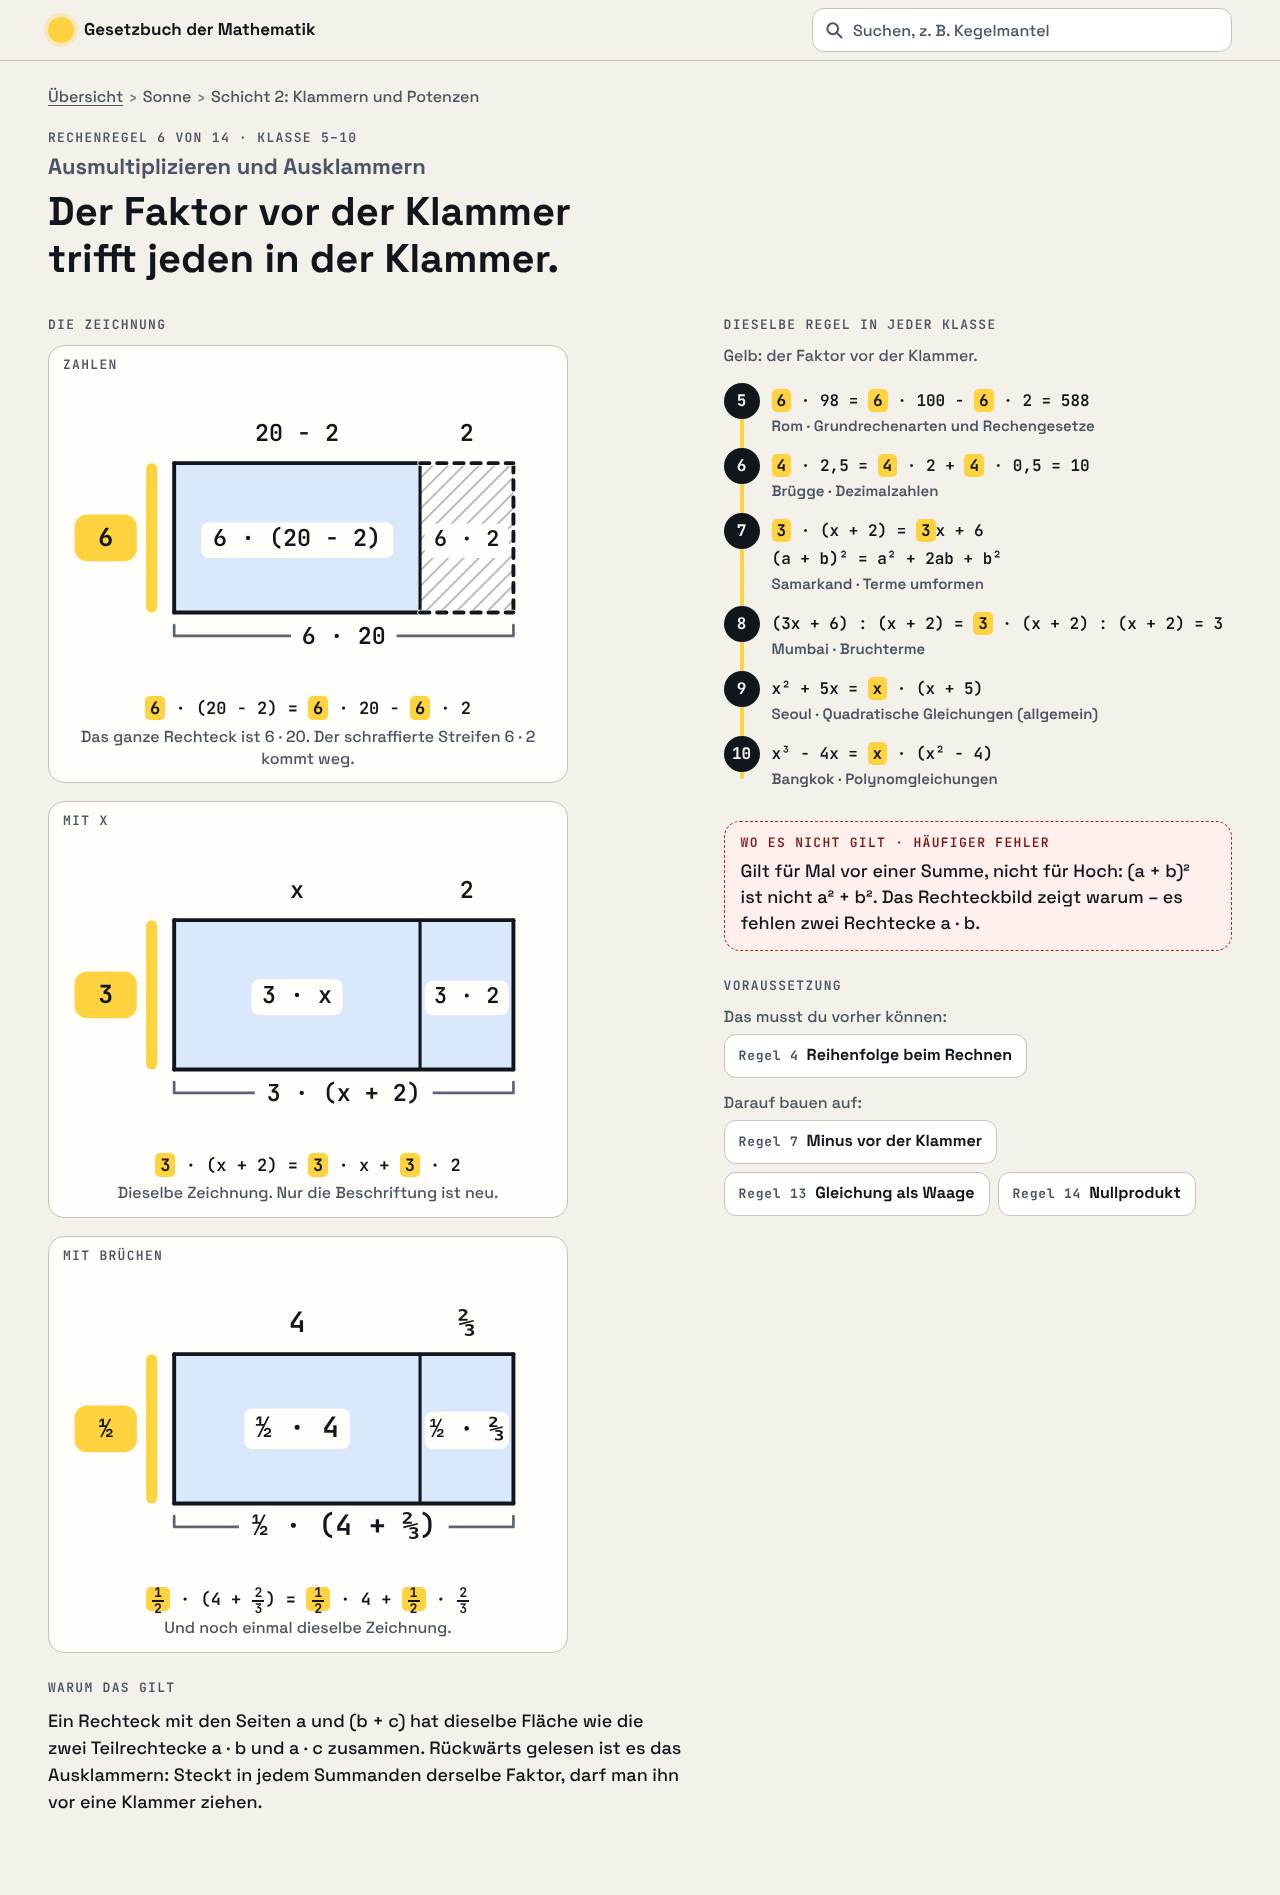 Gesetzbuch der Mathematik
Suchen, z. B. Kegelmantel
Übersicht > Sonne > Schicht 2: Klammern und Potenzen
RECHENREGEL 6 VON 14 · KLASSE 5–10
Ausmultiplizieren und Ausklammern
Der Faktor vor der Klammer
trifft jeden in der Klammer.
DIE ZEICHNUNG
ZAHLEN
20 - 2
2
6
6 · (20 - 2)
6 · 2
6 · 20
6 · (20 - 2) = 6 · 20 - 6 · 2
Das ganze Rechteck ist 6 · 20. Der schraffierte Streifen 6 · 2
kommt weg.
MIT X
x
2
3
3 · x
3 · 2
3 · (x + 2)
3 · (x + 2) = 3 · x + 3 · 2
Dieselbe Zeichnung. Nur die Beschriftung ist neu.
MIT BRÜCHEN
4
⅔
½
½ · 4
½ · ⅔
½ · (4 + ⅔)
½ · (4 + ⅔) = ½ · 4 + ½ · ⅔
Und noch einmal dieselbe Zeichnung.
WARUM DAS GILT
Ein Rechteck mit den Seiten a und (b + c) hat dieselbe Fläche wie die
zwei Teilrechtecke a · b und a · c zusammen. Rückwärts gelesen ist es das
Ausklammern: Steckt in jedem Summanden derselbe Faktor, darf man ihn
vor eine Klammer ziehen.
DIESELBE REGEL IN JEDER KLASSE
Gelb: der Faktor vor der Klammer.
5
6 · 98 = 6 · 100 - 6 · 2 = 588
Rom · Grundrechenarten und Rechengesetze
6
4 · 2,5 = 4 · 2 + 4 · 0,5 = 10
Brügge · Dezimalzahlen
7
3 · (x + 2) = 3x + 6
(a + b)² = a² + 2ab + b²
Samarkand · Terme umformen
8
(3x + 6) : (x + 2) = 3 · (x + 2) : (x + 2) = 3
Mumbai · Bruchterme
9
x² + 5x = x · (x + 5)
Seoul · Quadratische Gleichungen (allgemein)
10
x³ - 4x = x · (x² - 4)
Bangkok · Polynomgleichungen
WO ES NICHT GILT · HÄUFIGER FEHLER
Gilt für Mal vor einer Summe, nicht für Hoch: (a + b)²
ist nicht a² + b². Das Rechteckbild zeigt warum – es
fehlen zwei Rechtecke a · b.
VORAUSSETZUNG
Das musst du vorher können:
Regel 4 Reihenfolge beim Rechnen
Darauf bauen auf:
Regel 7 Minus vor der Klammer
Regel 13 Gleichung als Waage
Regel 14 Nullprodukt